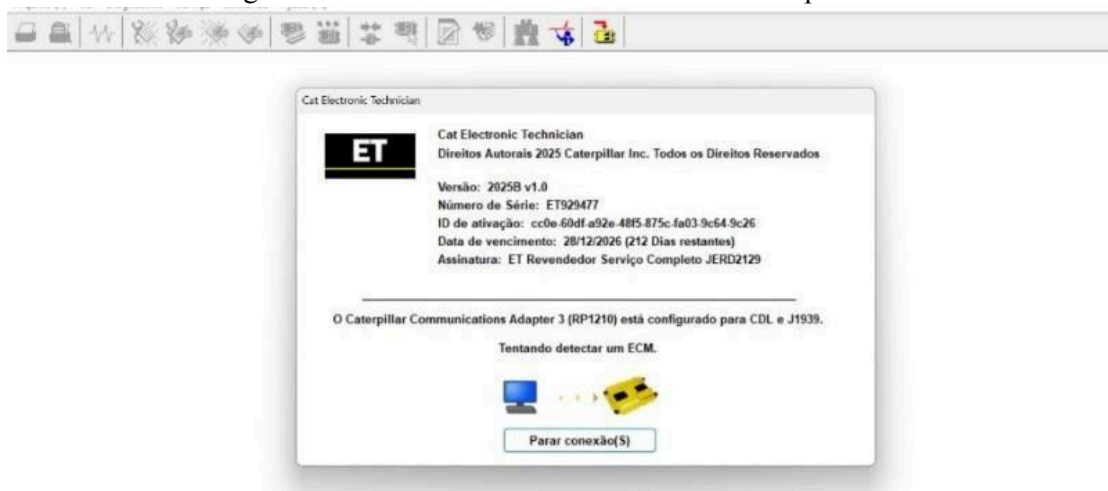 Cat Electronic Technician
ET
Cat Electronic Technician
Direitos Autorais 2025 Caterpillar Inc. Todos os Direitos Reservados
Versão: 2025B v1.0
Número de Série: ET929477
ID de ativação: cc0e-60df-a92e-48f5-875c-fa03-9c64-9c26
Data de vencimento: 28/12/2026 (212 Dias restantes)
Assinatura: ET Revendedor Serviço Completo JERD2129
O Caterpillar Communications Adapter 3 (RP1210) está configurado para CDL e J1939.
Tentando detectar um ECM.
Parar conexão(S)